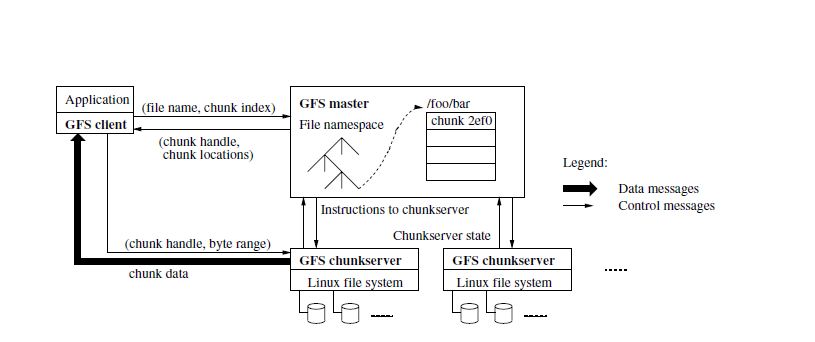 Application
GFS client
(file name, chunk index)
(chunk handle,
chunk locations)
GFS master
File namespace
/foo/bar
chunk 2ef0
Legend:
Data messages
Control messages
Instructions to chunkserver
Chunkserver state
(chunk handle, byte range)
chunk data
GFS chunkserver
Linux file system
GFS chunkserver
Linux file system